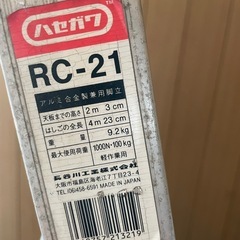 ハセガワ
RC-21
アルミ合金製兼用脚立
天板までの高さ 2m 3cm
はしごの全長 4m 23cm
重量 9.2kg
最大使用荷重 1000N・100kg
軽作業用
長谷川工業株式会社
大阪市福島区海老江7丁目23-4
TEL(06)458-6591 MADE IN JAPAN